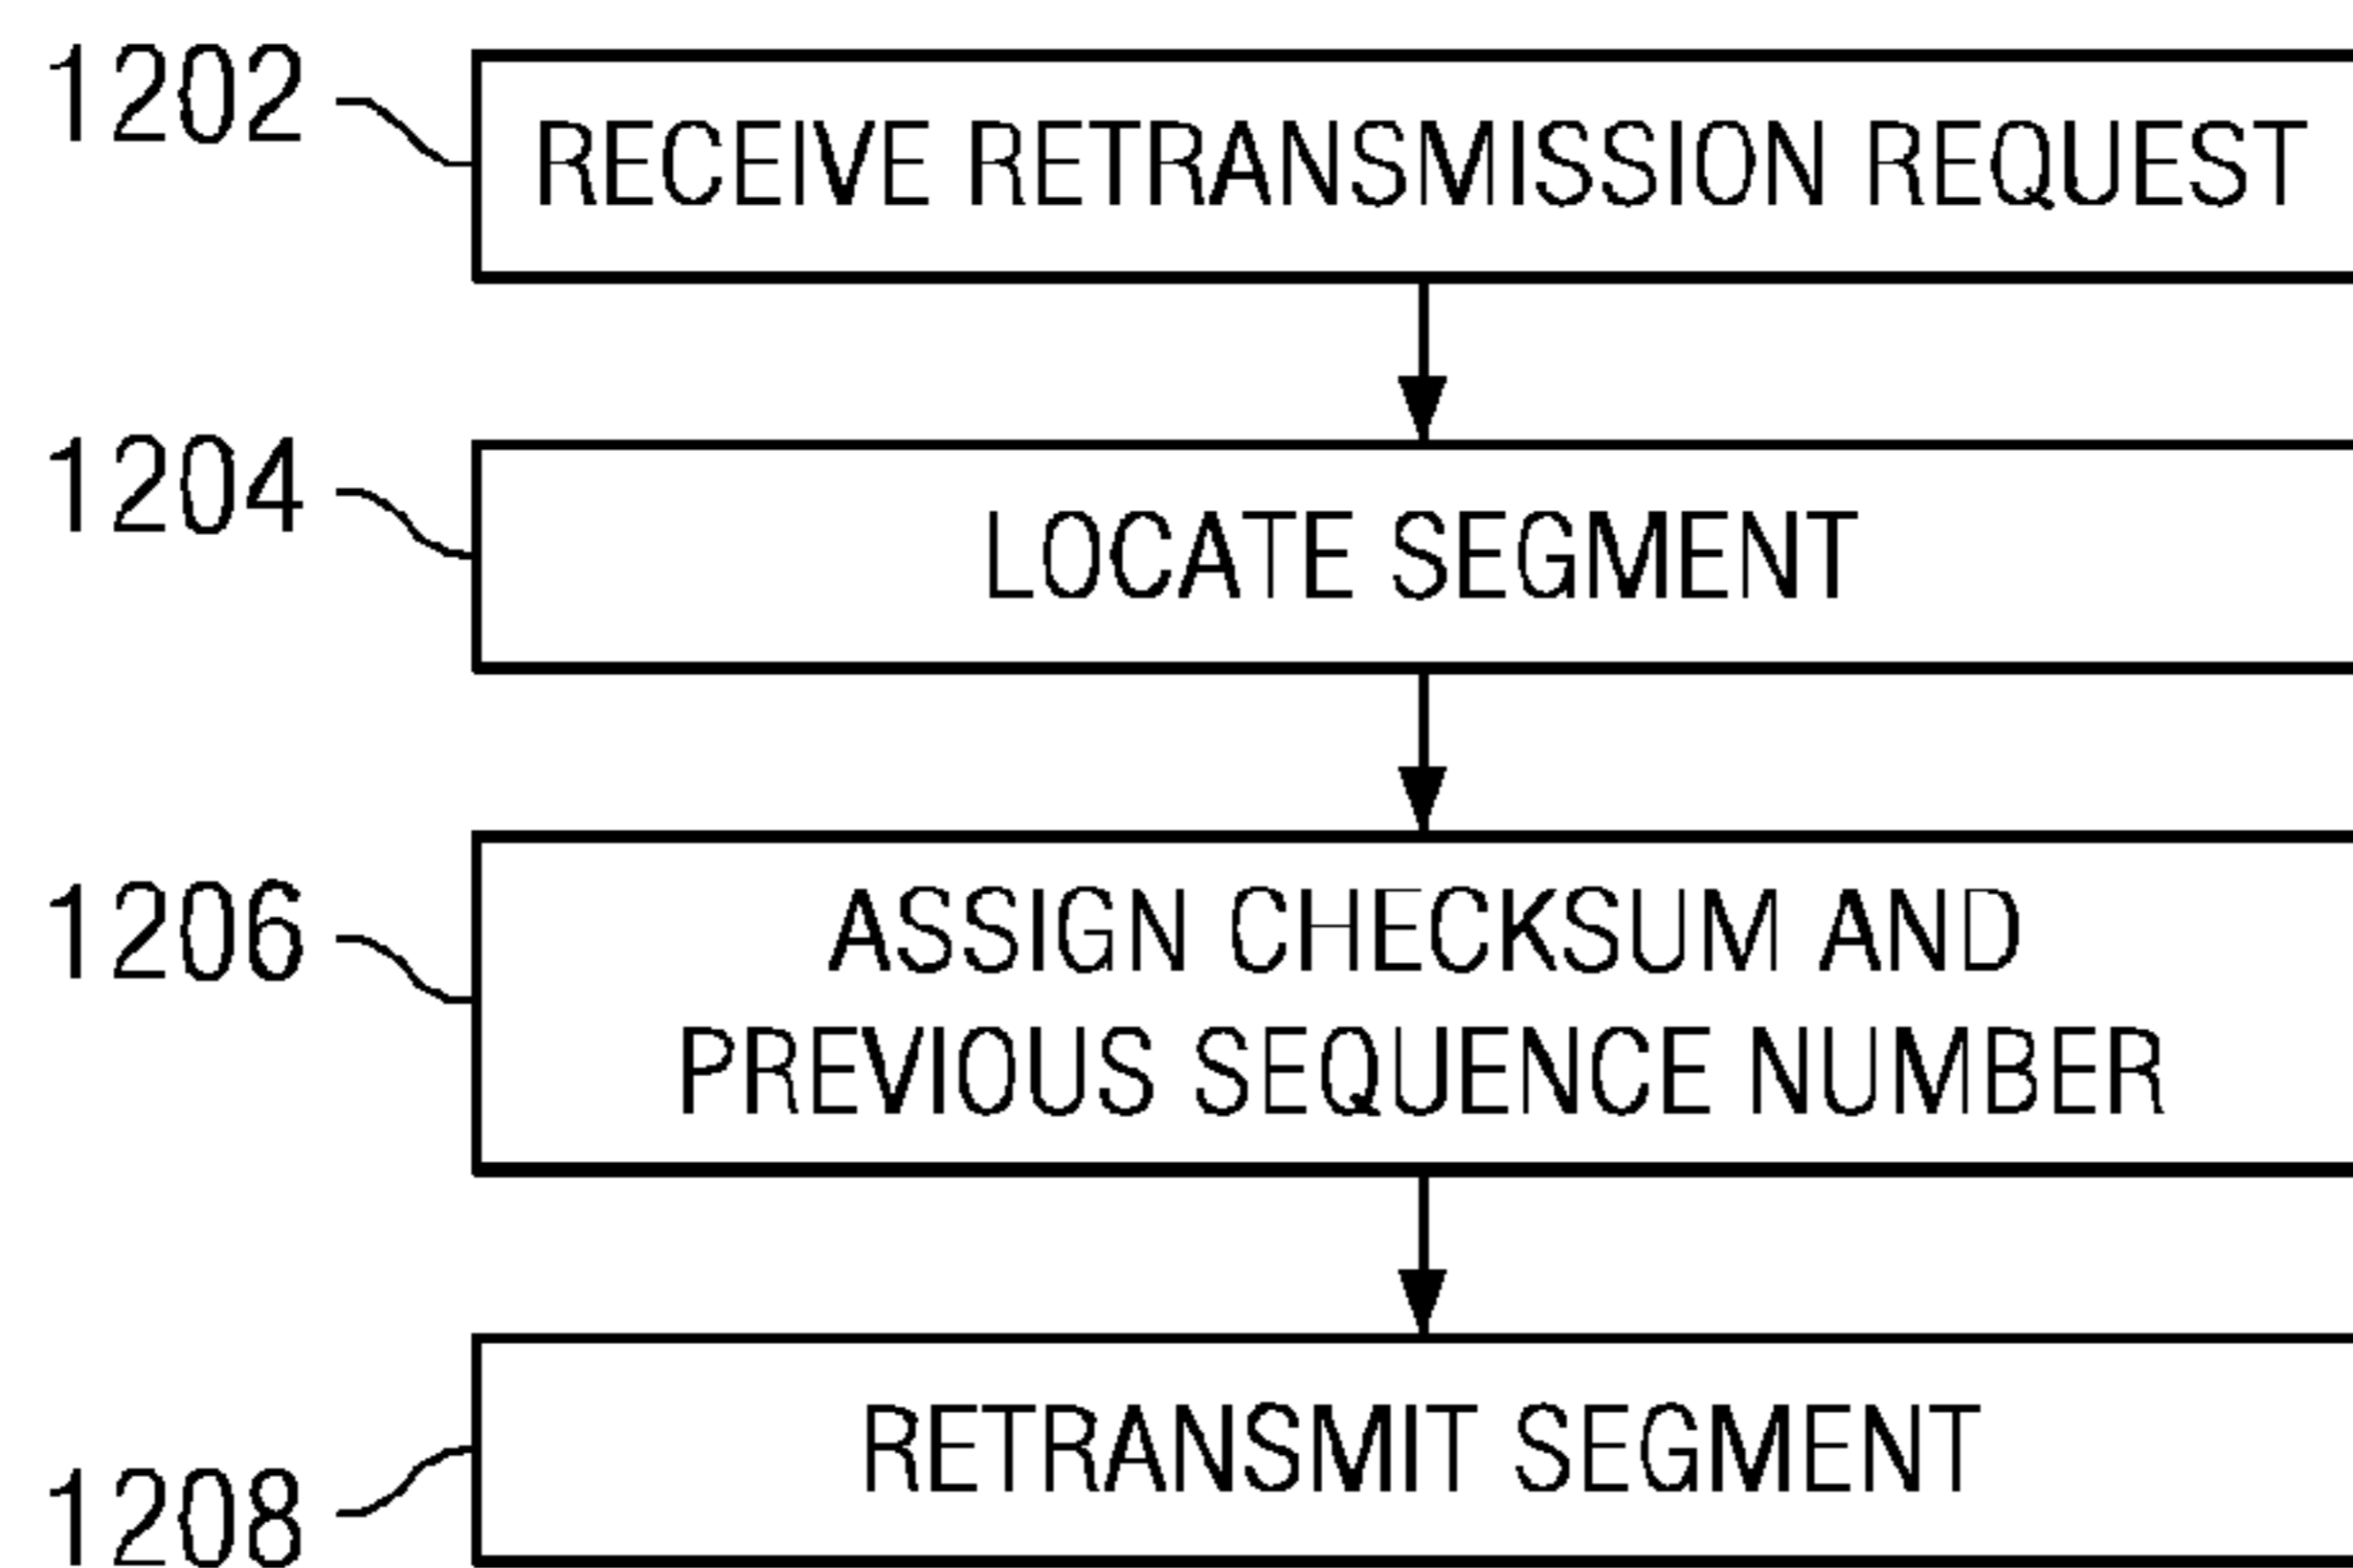 1202
RECEIVE RETRANSMISSION REQUEST
1204
LOCATE SEGMENT
1206
ASSIGN CHECKSUM AND
PREVIOUS SEQUENCE NUMBER
1208
RETRANSMIT SEGMENT